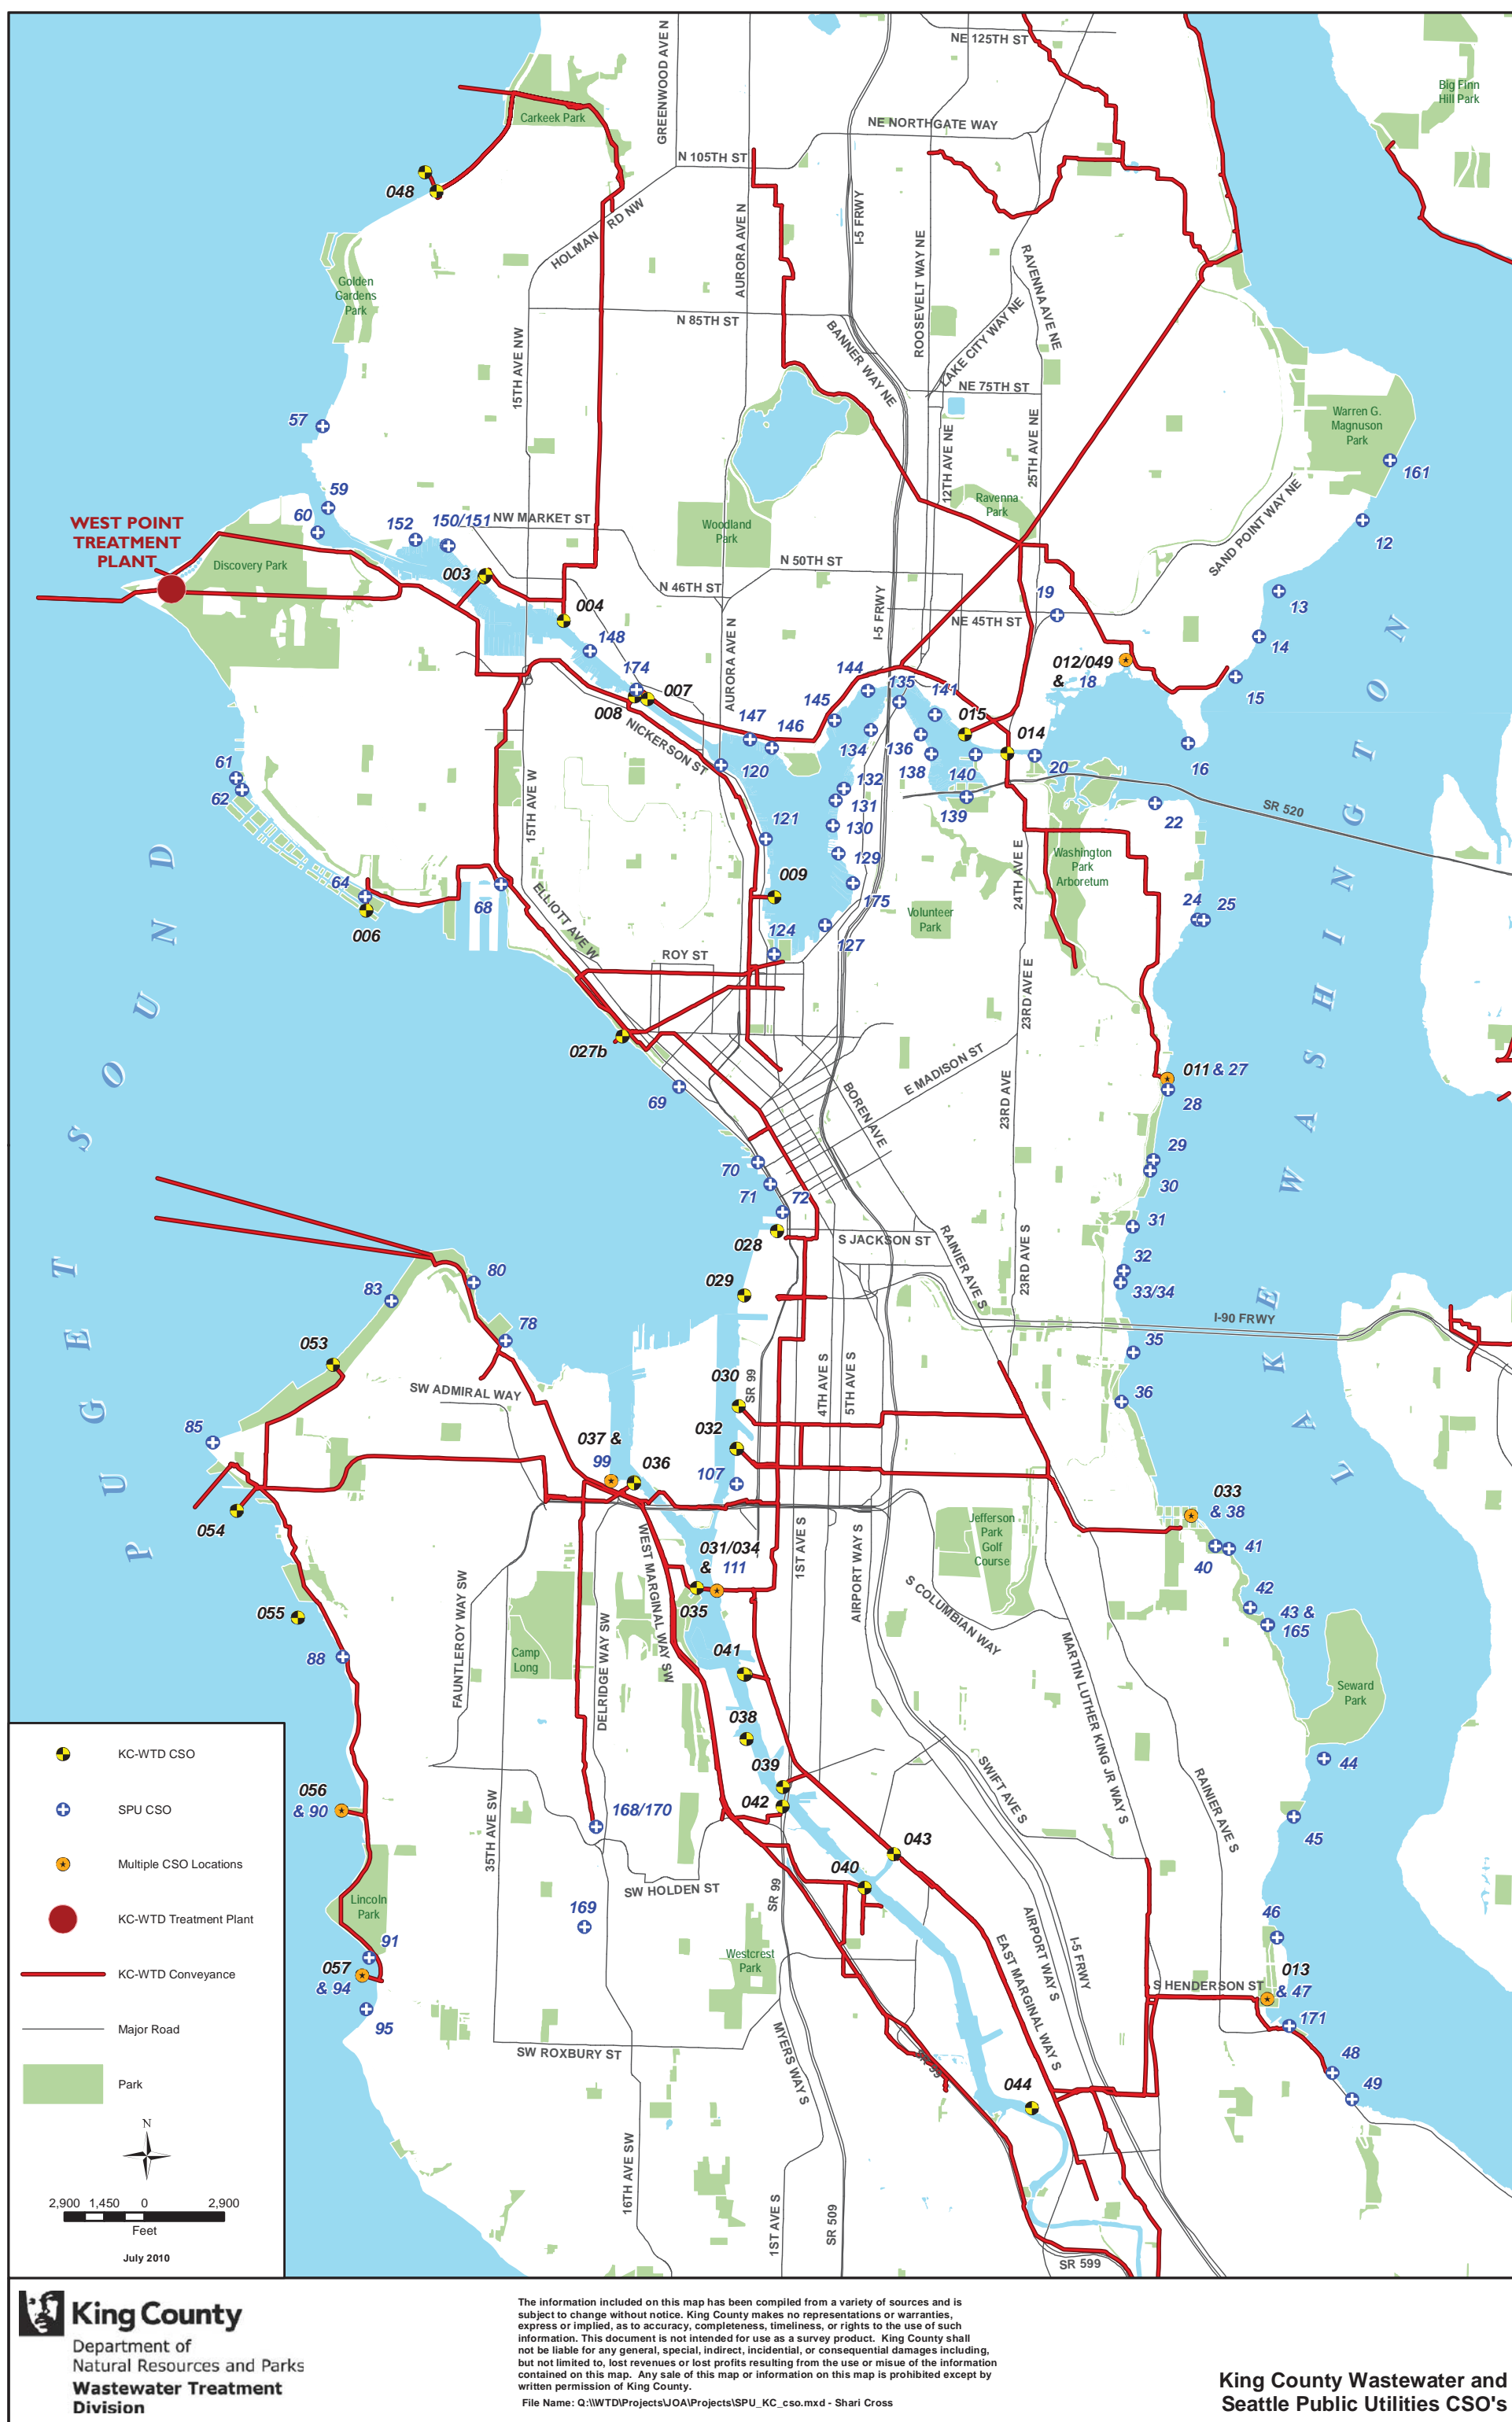 NE 125TH ST
GREENWOOD AVE N
Big Finn
Hill Park
Carkeek Park
NE NORTHGATE WAY
N 105TH ST
048
HOLMAN RD NW
AURORA AVE N
I-5 FRWY
ROOSEVELT WAY NE
RAVENNA AVE NE
Golden
Gardens
Park
N 85TH ST
15TH AVE NW
BANNER WAY NE
LAKE CITY WAY NE
NE 75TH ST
Warren G.
Magnuson
Park
57
12TH AVE NE
25TH AVE NE
161
59
60
152
150/151
NW MARKET ST
Woodland
Park
Ravenna
Park
SAND POINT WAY NE
12
WEST POINT
TREATMENT
PLANT
Discovery Park
003
N 50TH ST
N 46TH ST
004
I-5 FRWY
19
NE 45TH ST
13
148
AURORA AVE N
14
012/049
& 18
174
007
008
144
135
141
15
145
015
NICKERSON ST
147
146
014
134
136
138
140
20
16
120
61
62
132
131
139
SR 520
15TH AVE W
121
130
22
129
Washington
Park
Arboretum
24TH AVE E
009
64
68
ELLIOTT AVE W
175
Volunteer
Park
24
25
006
124
127
ROY ST
23RD AVE E
027b
E MADISON ST
011 & 27
69
BOREN AVE
23RD AVE
28
29
70
30
71
72
31
028
S JACKSON ST
RAINIER AVE S
23RD AVE S
32
80
83
029
33/34
I-90 FRWY
78
053
35
SW ADMIRAL WAY
030
SR 99
4TH AVE S
5TH AVE S
36
85
037 &
99
036
032
107
033
& 38
054
Jefferson
Park
Golf
Course
WEST MARGINAL WAY SW
031/034
& 111
1ST AVE S
AIRPORT WAY S
40
41
035
S COLUMBIAN WAY
42
43 &
165
055
FAUNTLEROY WAY SW
Camp
Long
DELRIDGE WAY SW
88
041
MARTIN LUTHER KING JR WAY S
Seward
Park
038
44
039
SWIFT AVE S
RAINIER AVE S
056
& 90
042
168/170
45
35TH AVE SW
043
040
SW HOLDEN ST
SR 99
Lincoln
Park
169
46
91
Westcrest
Park
EAST MARGINAL WAY S
AIRPORT WAY S
I-5 FRWY
057
& 94
S HENDERSON ST
013
& 47
95
171
SW ROXBURY ST
MYERS WAY S
SR 99
48
49
044
16TH AVE SW
1ST AVE S
SR 509
SR 599
PUGET SOUND
LAKE WASHINGTON
KC-WTD CSO
SPU CSO
Multiple CSO Locations
KC-WTD Treatment Plant
KC-WTD Conveyance
Major Road
Park
N
2,900 1,450 0 2,900
Feet
July 2010
King County
Department of
Natural Resources and Parks
Wastewater Treatment
Division
The information included on this map has been compiled from a variety of sources and is
subject to change without notice. King County makes no representations or warranties,
express or implied, as to accuracy, completeness, timeliness, or rights to the use of such
information. This document is not intended for use as a survey product. King County shall
not be liable for any general, special, indirect, incidental, or consequential damages including,
but not limited to, lost revenues or lost profits resulting from the use or misue of the information
contained on this map. Any sale of this map or information on this map is prohibited except by
written permission of King County.
File Name: Q:\\WTD\Projects\JOA\Projects\SPU_KC_cso.mxd - Shari Cross
King County Wastewater and
Seattle Public Utilities CSO's